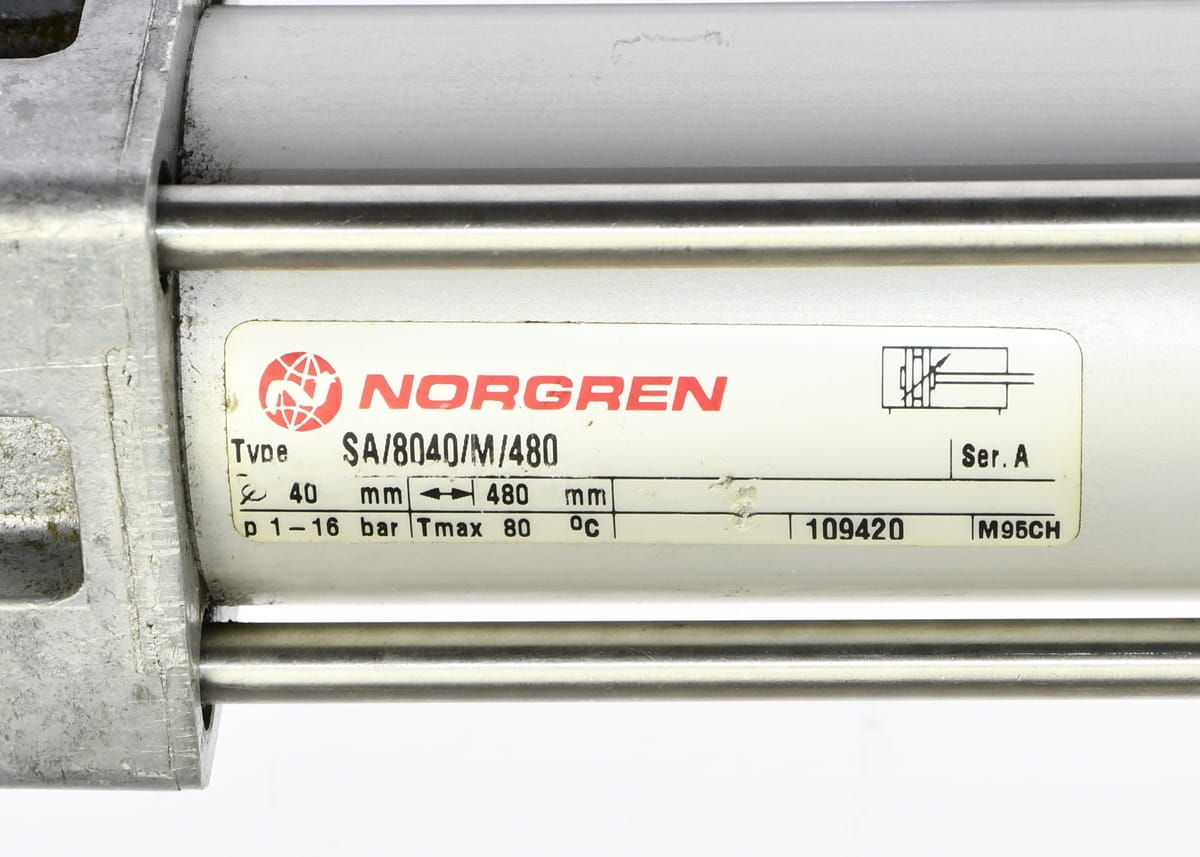 NORGREN
Type SA/8040/M/480 Ser. A
⌀ 40 mm ↔ 480 mm
p 1-16 bar Tmax 80 °C 109420 M95CH